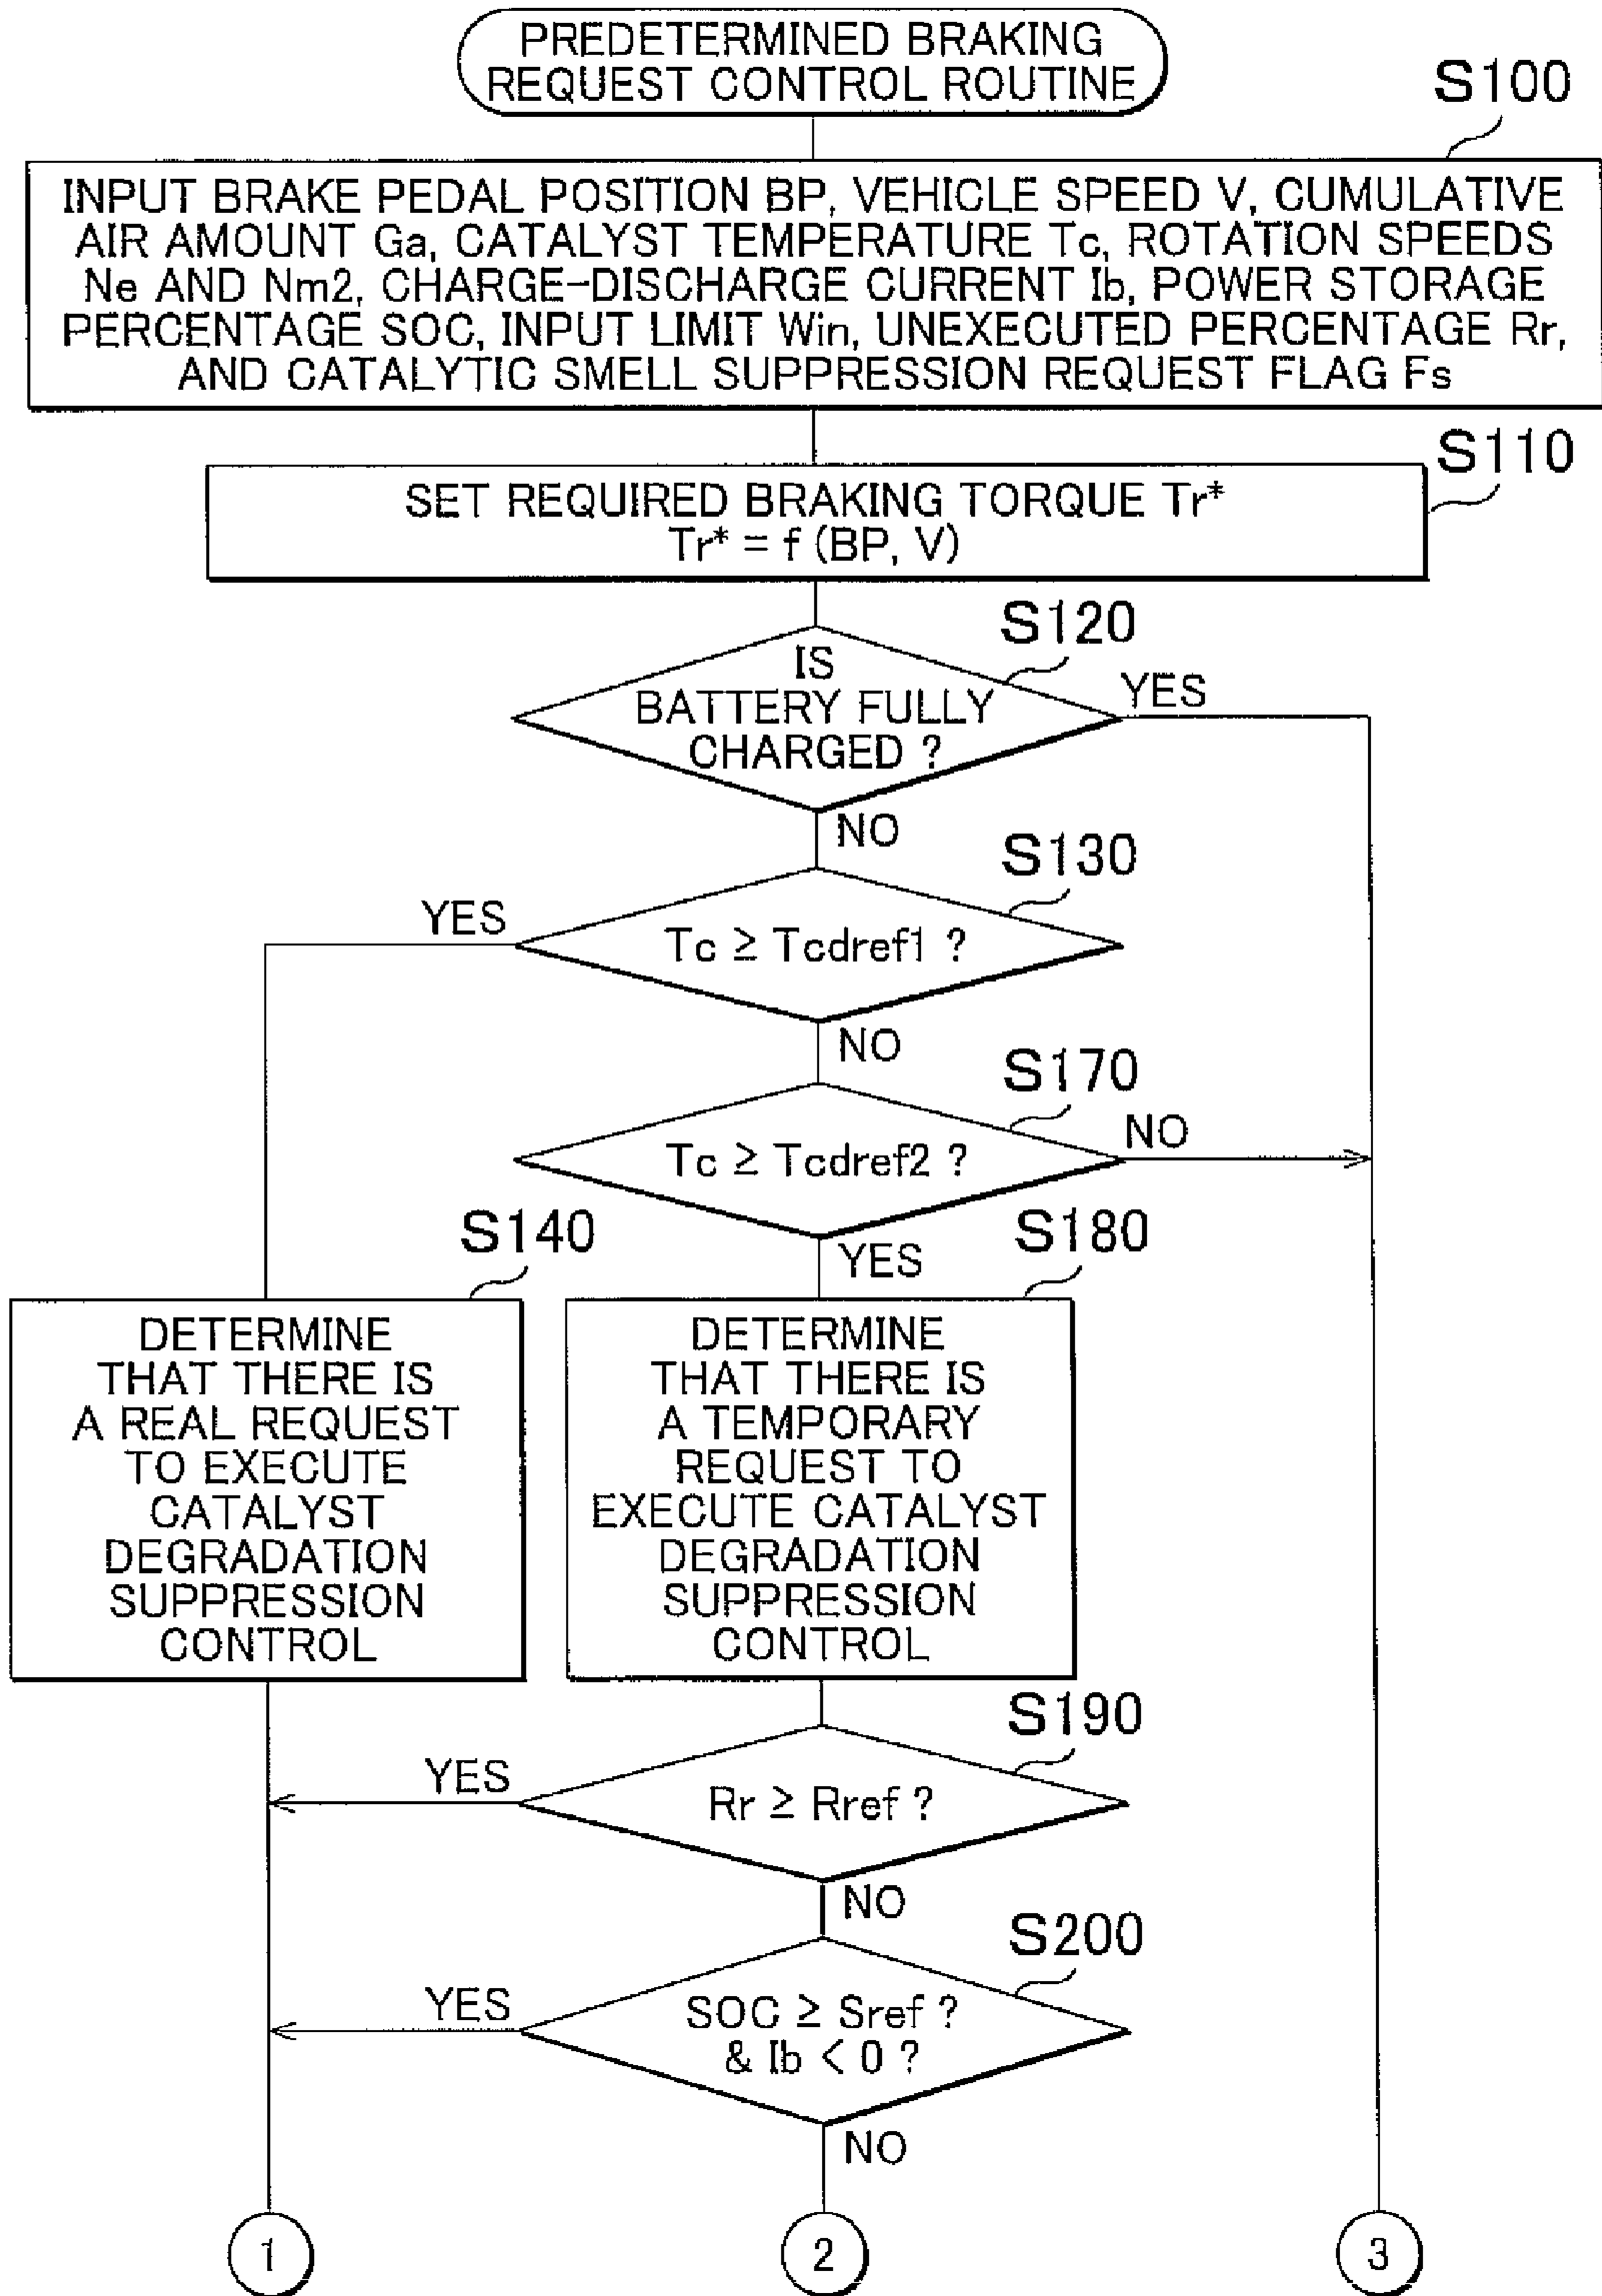 PREDETERMINED BRAKING
REQUEST CONTROL ROUTINE
S100
INPUT BRAKE PEDAL POSITION BP, VEHICLE SPEED V, CUMULATIVE
AIR AMOUNT Ga, CATALYST TEMPERATURE Tc, ROTATION SPEEDS
Ne AND Nm2, CHARGE-DISCHARGE CURRENT Ib, POWER STORAGE
PERCENTAGE SOC, INPUT LIMIT Win, UNEXECUTED PERCENTAGE Rr,
AND CATALYTIC SMELL SUPPRESSION REQUEST FLAG Fs
S110
SET REQUIRED BRAKING TORQUE Tr*
Tr* = f (BP, V)
S120
IS
BATTERY FULLY
CHARGED ?
YES
NO
S130
YES
Tc ≥ Tcdref1 ?
NO
S170
Tc ≥ Tcdref2 ?
NO
YES
S140
DETERMINE
THAT THERE IS
A REAL REQUEST
TO EXECUTE
CATALYST
DEGRADATION
SUPPRESSION
CONTROL
S180
DETERMINE
THAT THERE IS
A TEMPORARY
REQUEST TO
EXECUTE CATALYST
DEGRADATION
SUPPRESSION
CONTROL
S190
YES
Rr ≥ Rref ?
NO
S200
YES
SOC ≥ Sref ?
& Ib < 0 ?
NO
1
2
3